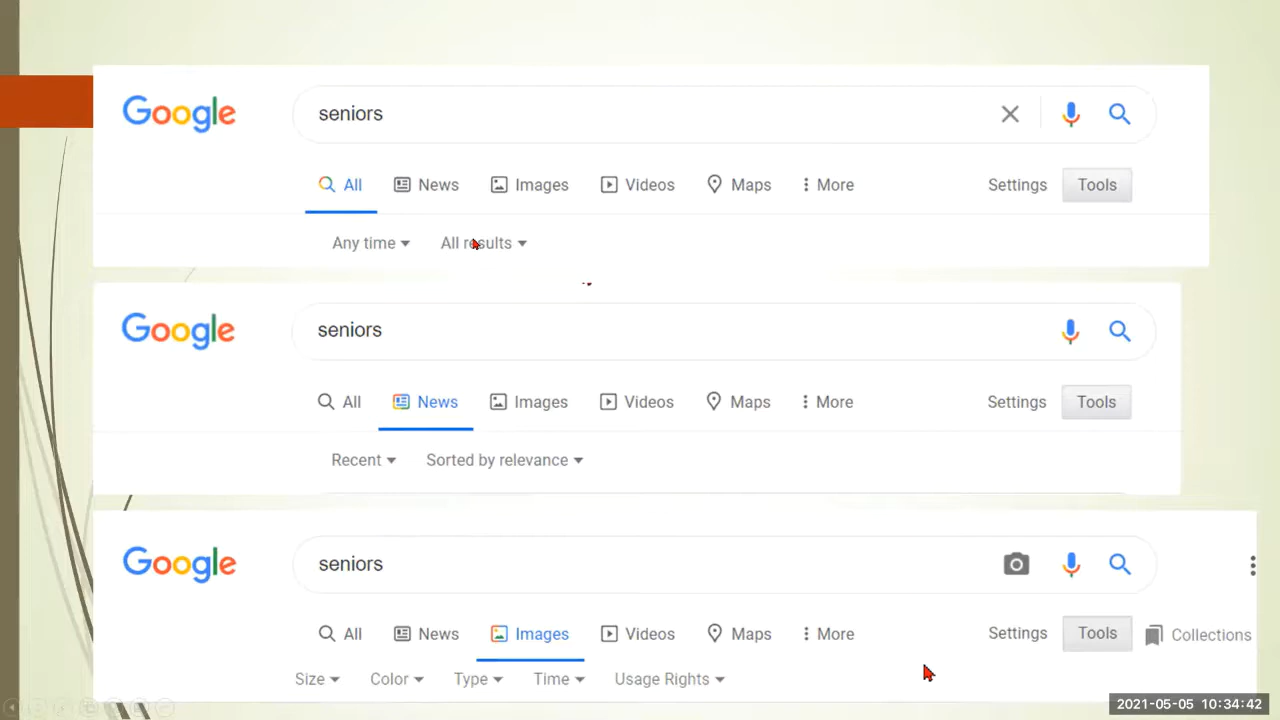 Google seniors
All News Images Videos Maps More Settings Tools
Any time All results
Google seniors
All News Images Videos Maps More Settings Tools
Recent Sorted by relevance
Google seniors
All News Images Videos Maps More Settings Tools Collections
Size Color Type Time Usage Rights
2021-05-05 10:34:42